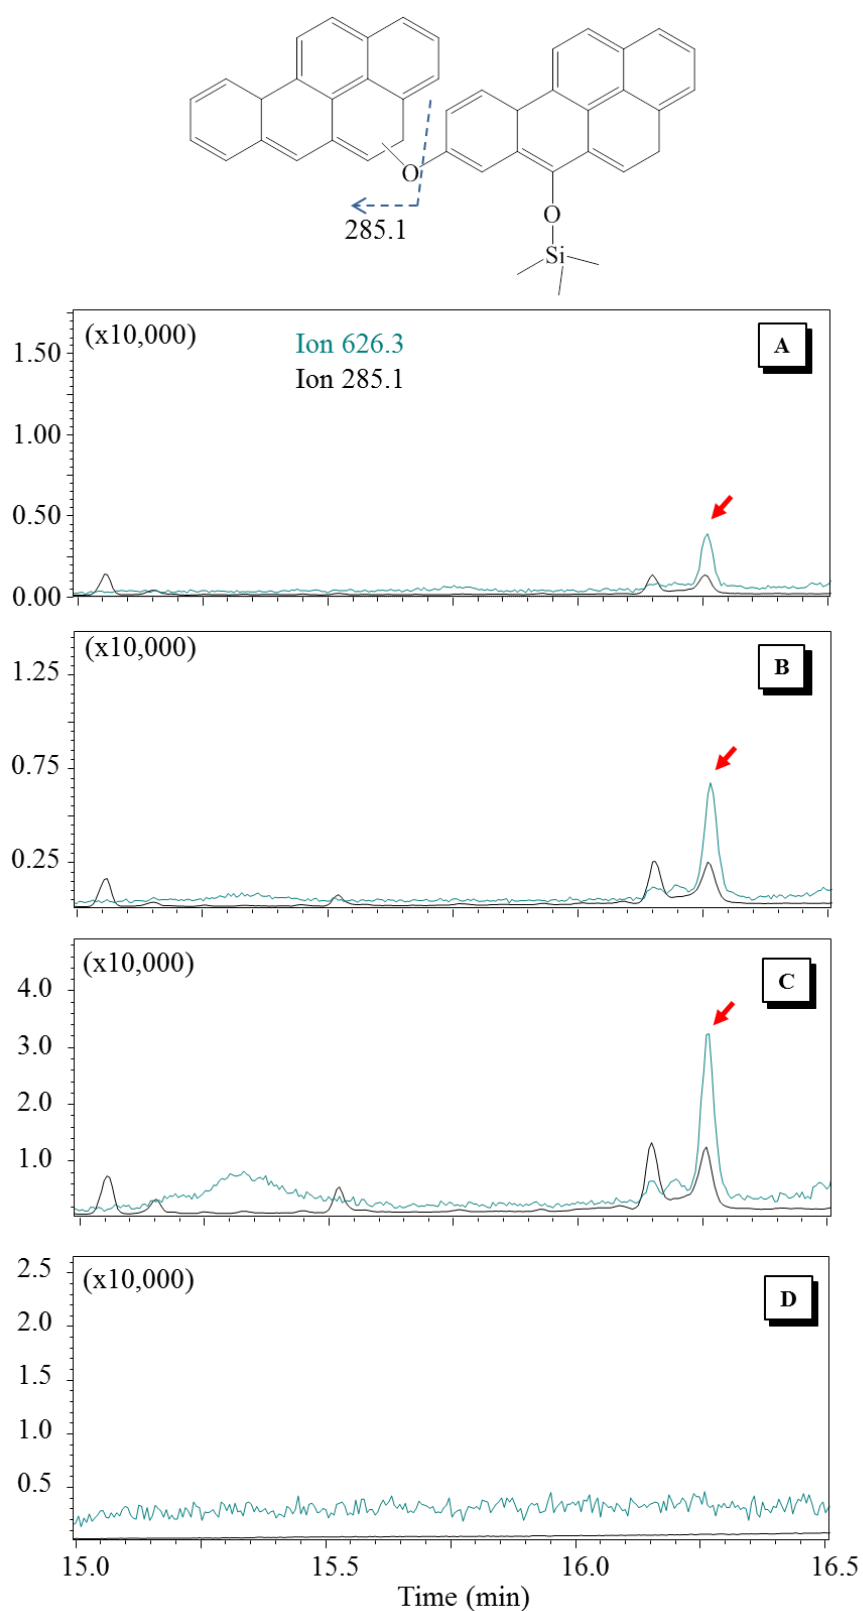 O
285.1
O
Si
(x10,000)
Ion 626.3
Ion 285.1
A
1.50
1.00
0.50
0.00
(x10,000)
B
1.25
0.75
0.25
(x10,000)
C
4.0
3.0
2.0
1.0
(x10,000)
D
2.5
2.0
1.5
1.0
0.5
15.0 15.5 16.0 16.5
Time (min)